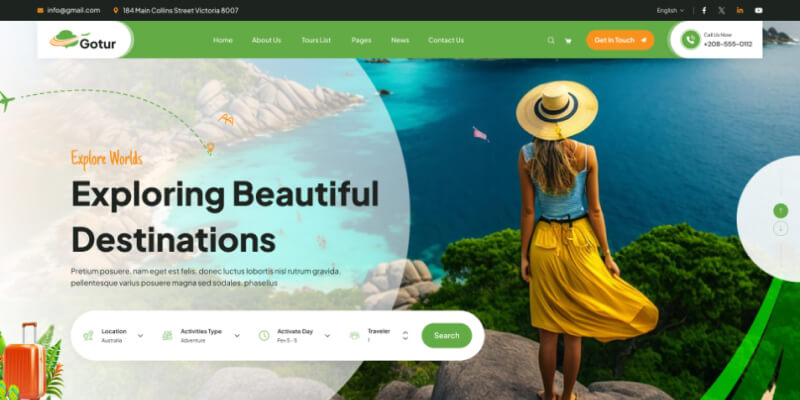 info@gmail.com
184 Main Collins Street Victoria 8007
English
Gotur
Home
About Us
Tours List
Pages
News
Contact Us
Get In Touch
Call Us Now
+208-555-0112
Explore Worlds
Exploring Beautiful
Destinations
Pretium posuere, nam eget est felis, donec luctus lobortis nisl rutrum gravida,
pellentesque varius posuere magna sed sodales, phasellus
Location
Australia
Activities Type
Adventure
Activate Day
Fev 5 - 5
Traveler
1
Search